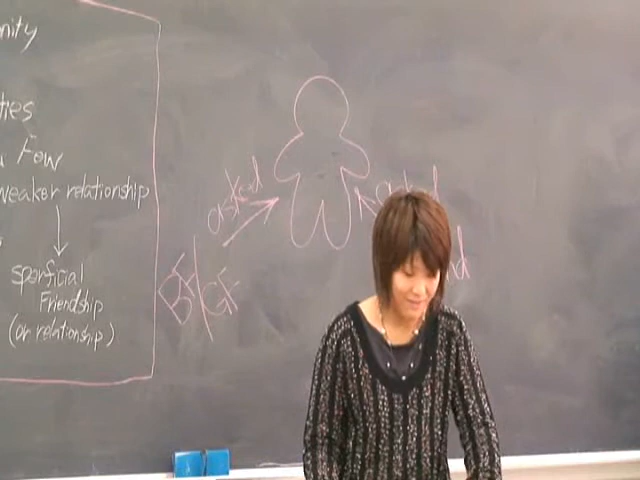 nity
ties
Few
weaker relationship
sperficial
Friendship
(or relationship)
asked
BF/GF